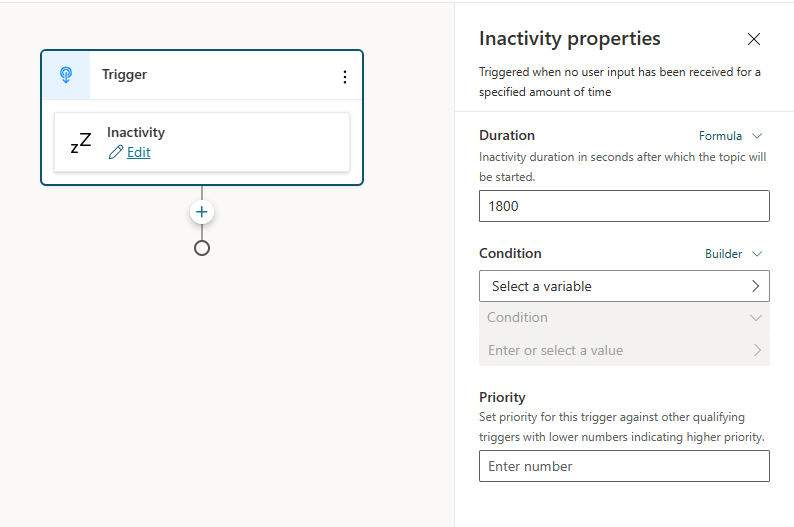 Trigger
zZ
Inactivity
Edit
Inactivity properties
Triggered when no user input has been received for a
specified amount of time
Duration
Formula
Inactivity duration in seconds after which the topic will
be started.
1800
Condition
Builder
Select a variable
Condition
Enter or select a value
Priority
Set priority for this trigger against other qualifying
triggers with lower numbers indicating higher priority.
Enter number